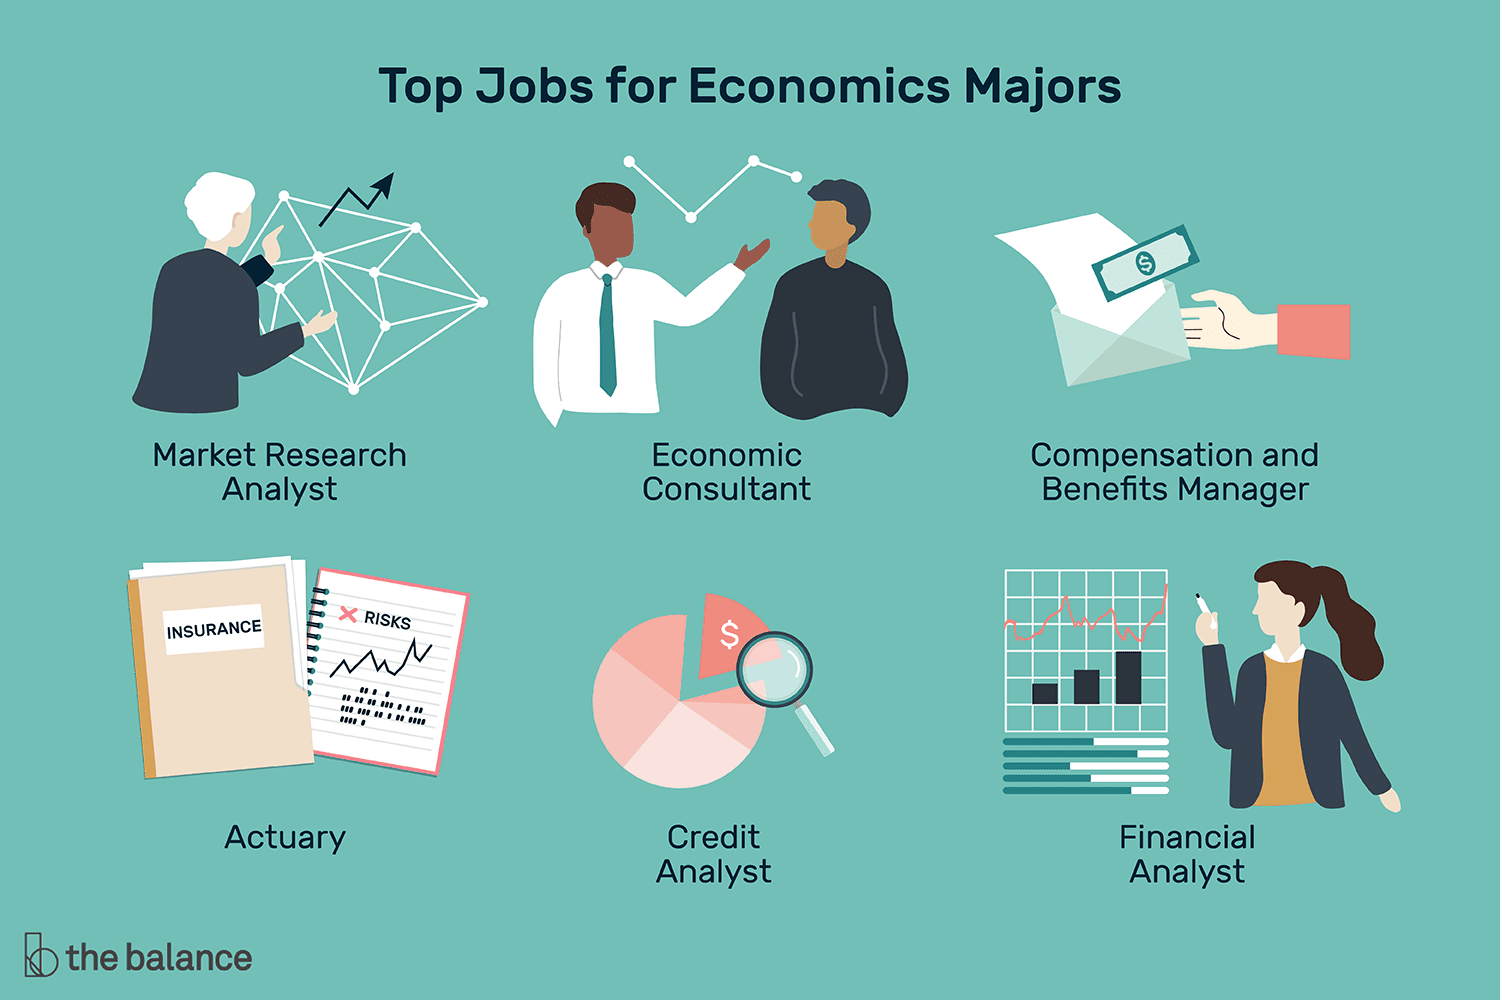 Top Jobs for Economics Majors
Market Research
Analyst
Economic
Consultant
Compensation and
Benefits Manager
INSURANCE
RISKS
$
$
Actuary
Credit
Analyst
Financial
Analyst
the balance